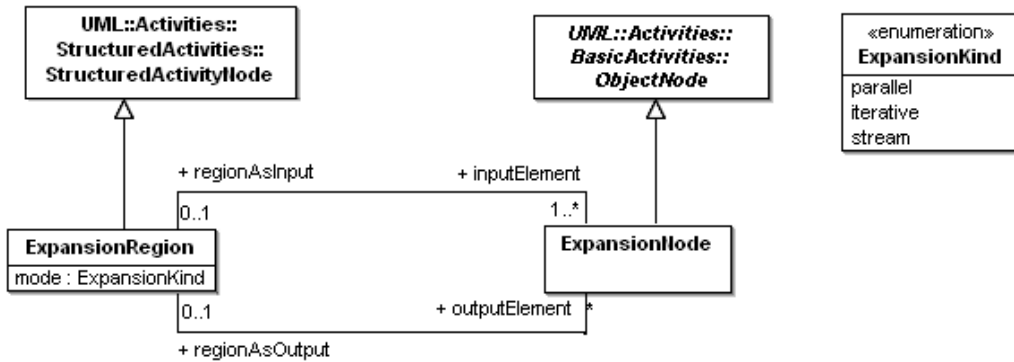 UML::Activities::
StructuredActivities::
StructuredActivityNode
UML::Activities::
BasicActivities::
ObjectNode
«enumeration»
ExpansionKind
parallel
iterative
stream
+ regionAsInput
+ inputElement
0..1
1..*
ExpansionRegion
mode : ExpansionKind
ExpansionNode
0..1
+ outputElement
*
+ regionAsOutput